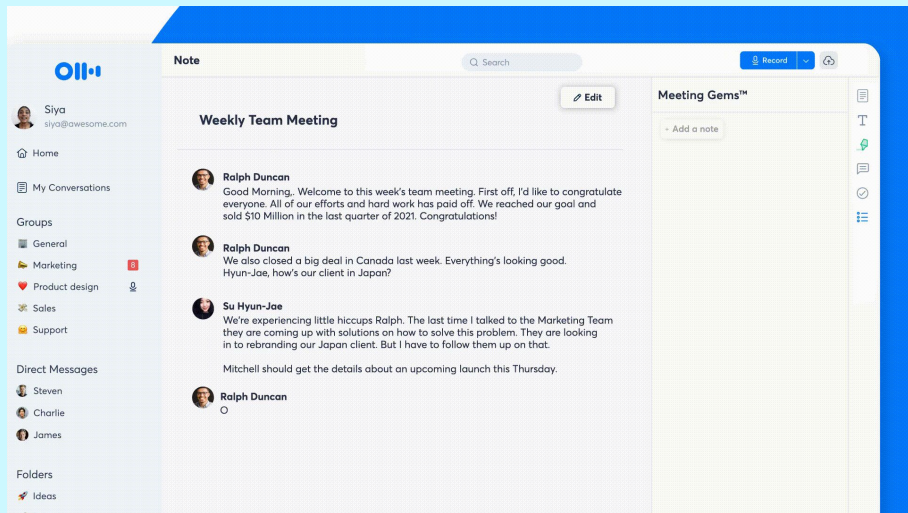 Siya
siya@awesome.com
Home
My Conversations
Groups
General
Marketing 8
Product design
Sales
Support
Direct Messages
Steven
Charlie
James
Folders
Ideas
Note
Search
Record
Edit
Weekly Team Meeting
Ralph Duncan
Good Morning,. Welcome to this week's team meeting. First off, I'd like to congratulate
everyone. All of our efforts and hard work has paid off. We reached our goal and
sold $10 Million in the last quarter of 2021. Congratulations!
Ralph Duncan
We also closed a big deal in Canada last week. Everything's looking good.
Hyun-Jae, how's our client in Japan?
Su Hyun-Jae
We're experiencing little hiccups Ralph. The last time I talked to the Marketing Team
they are coming up with solutions on how to solve this problem. They are looking
in to rebranding our Japan client. But I have to follow them up on that.
Mitchell should get the details about an upcoming launch this Thursday.
Ralph Duncan
O
Meeting Gems™
- Add a note
T